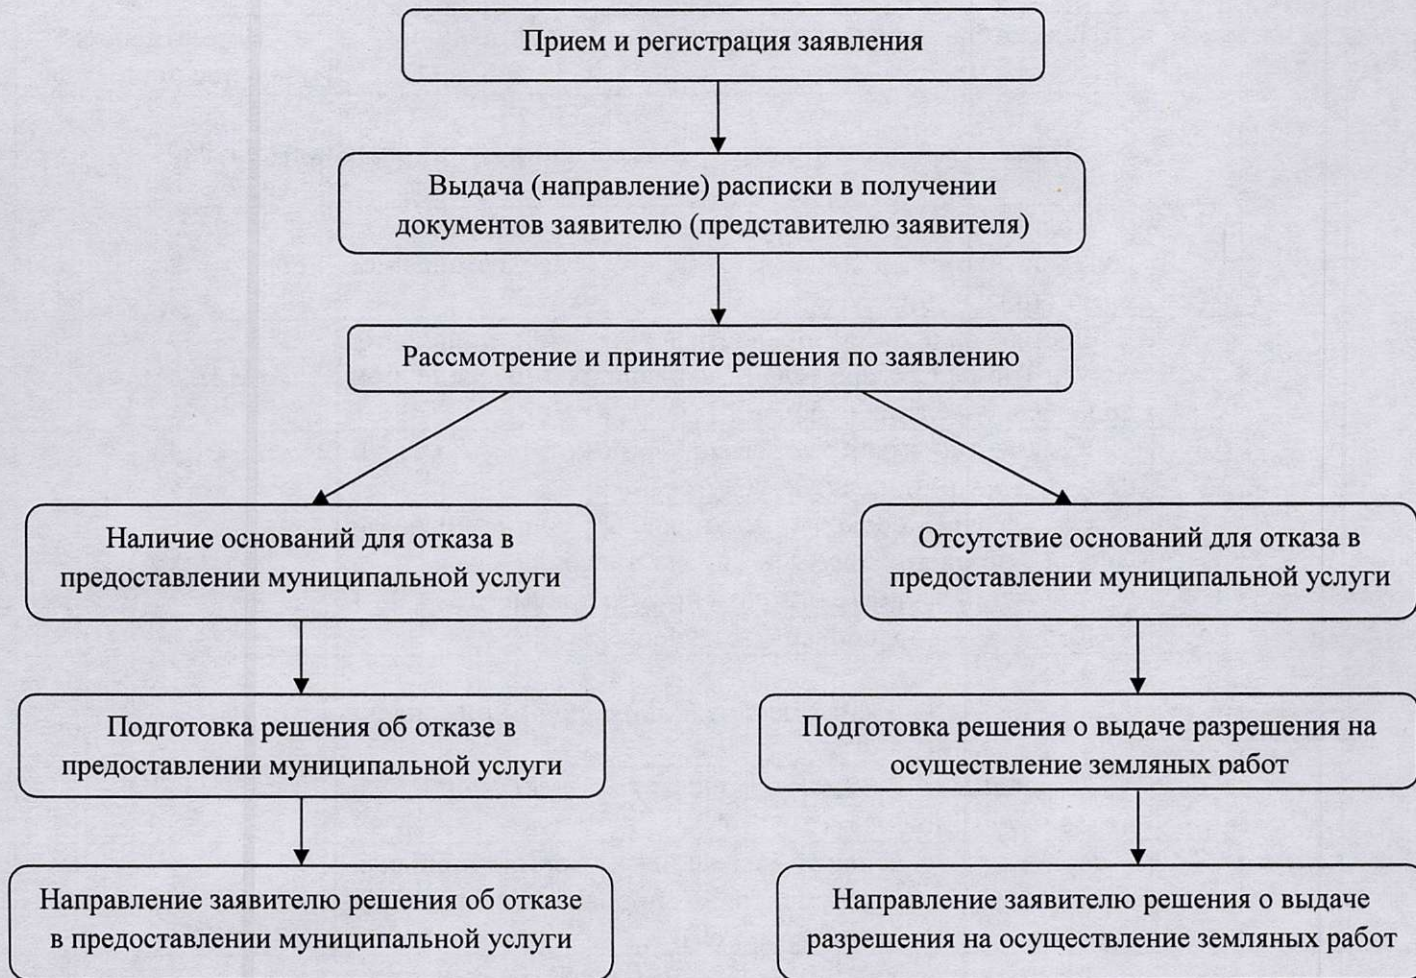 Прием и регистрация заявления
Выдача (направление) расписки в получении
документов заявителю (представителю заявителя)
Рассмотрение и принятие решения по заявлению
Наличие оснований для отказа в
предоставлении муниципальной услуги
Отсутствие оснований для отказа в
предоставлении муниципальной услуги
Подготовка решения об отказе в
предоставлении муниципальной услуги
Подготовка решения о выдаче разрешения на
осуществление земляных работ
Направление заявителю решения об отказе
в предоставлении муниципальной услуги
Направление заявителю решения о выдаче
разрешения на осуществление земляных работ